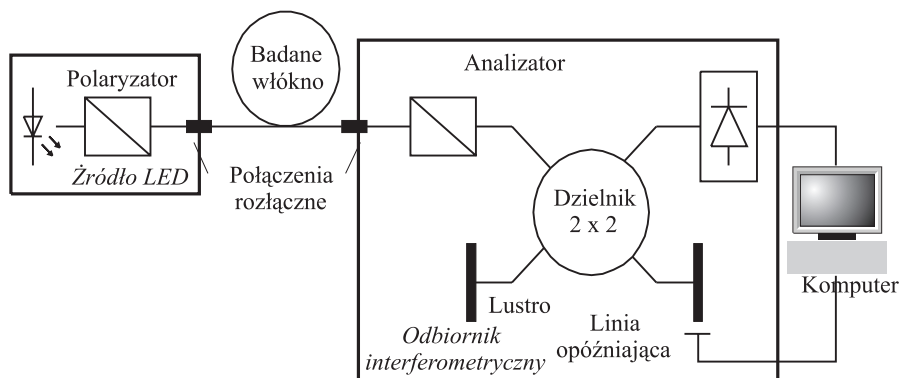 Badane
włókno
Polaryzator
Analizator
Źródło LED
Połączenia
rozłączne
Dzielnik
2 x 2
Lustro
Komputer
Odbiornik
interferometryczny
Linia
opóźniająca